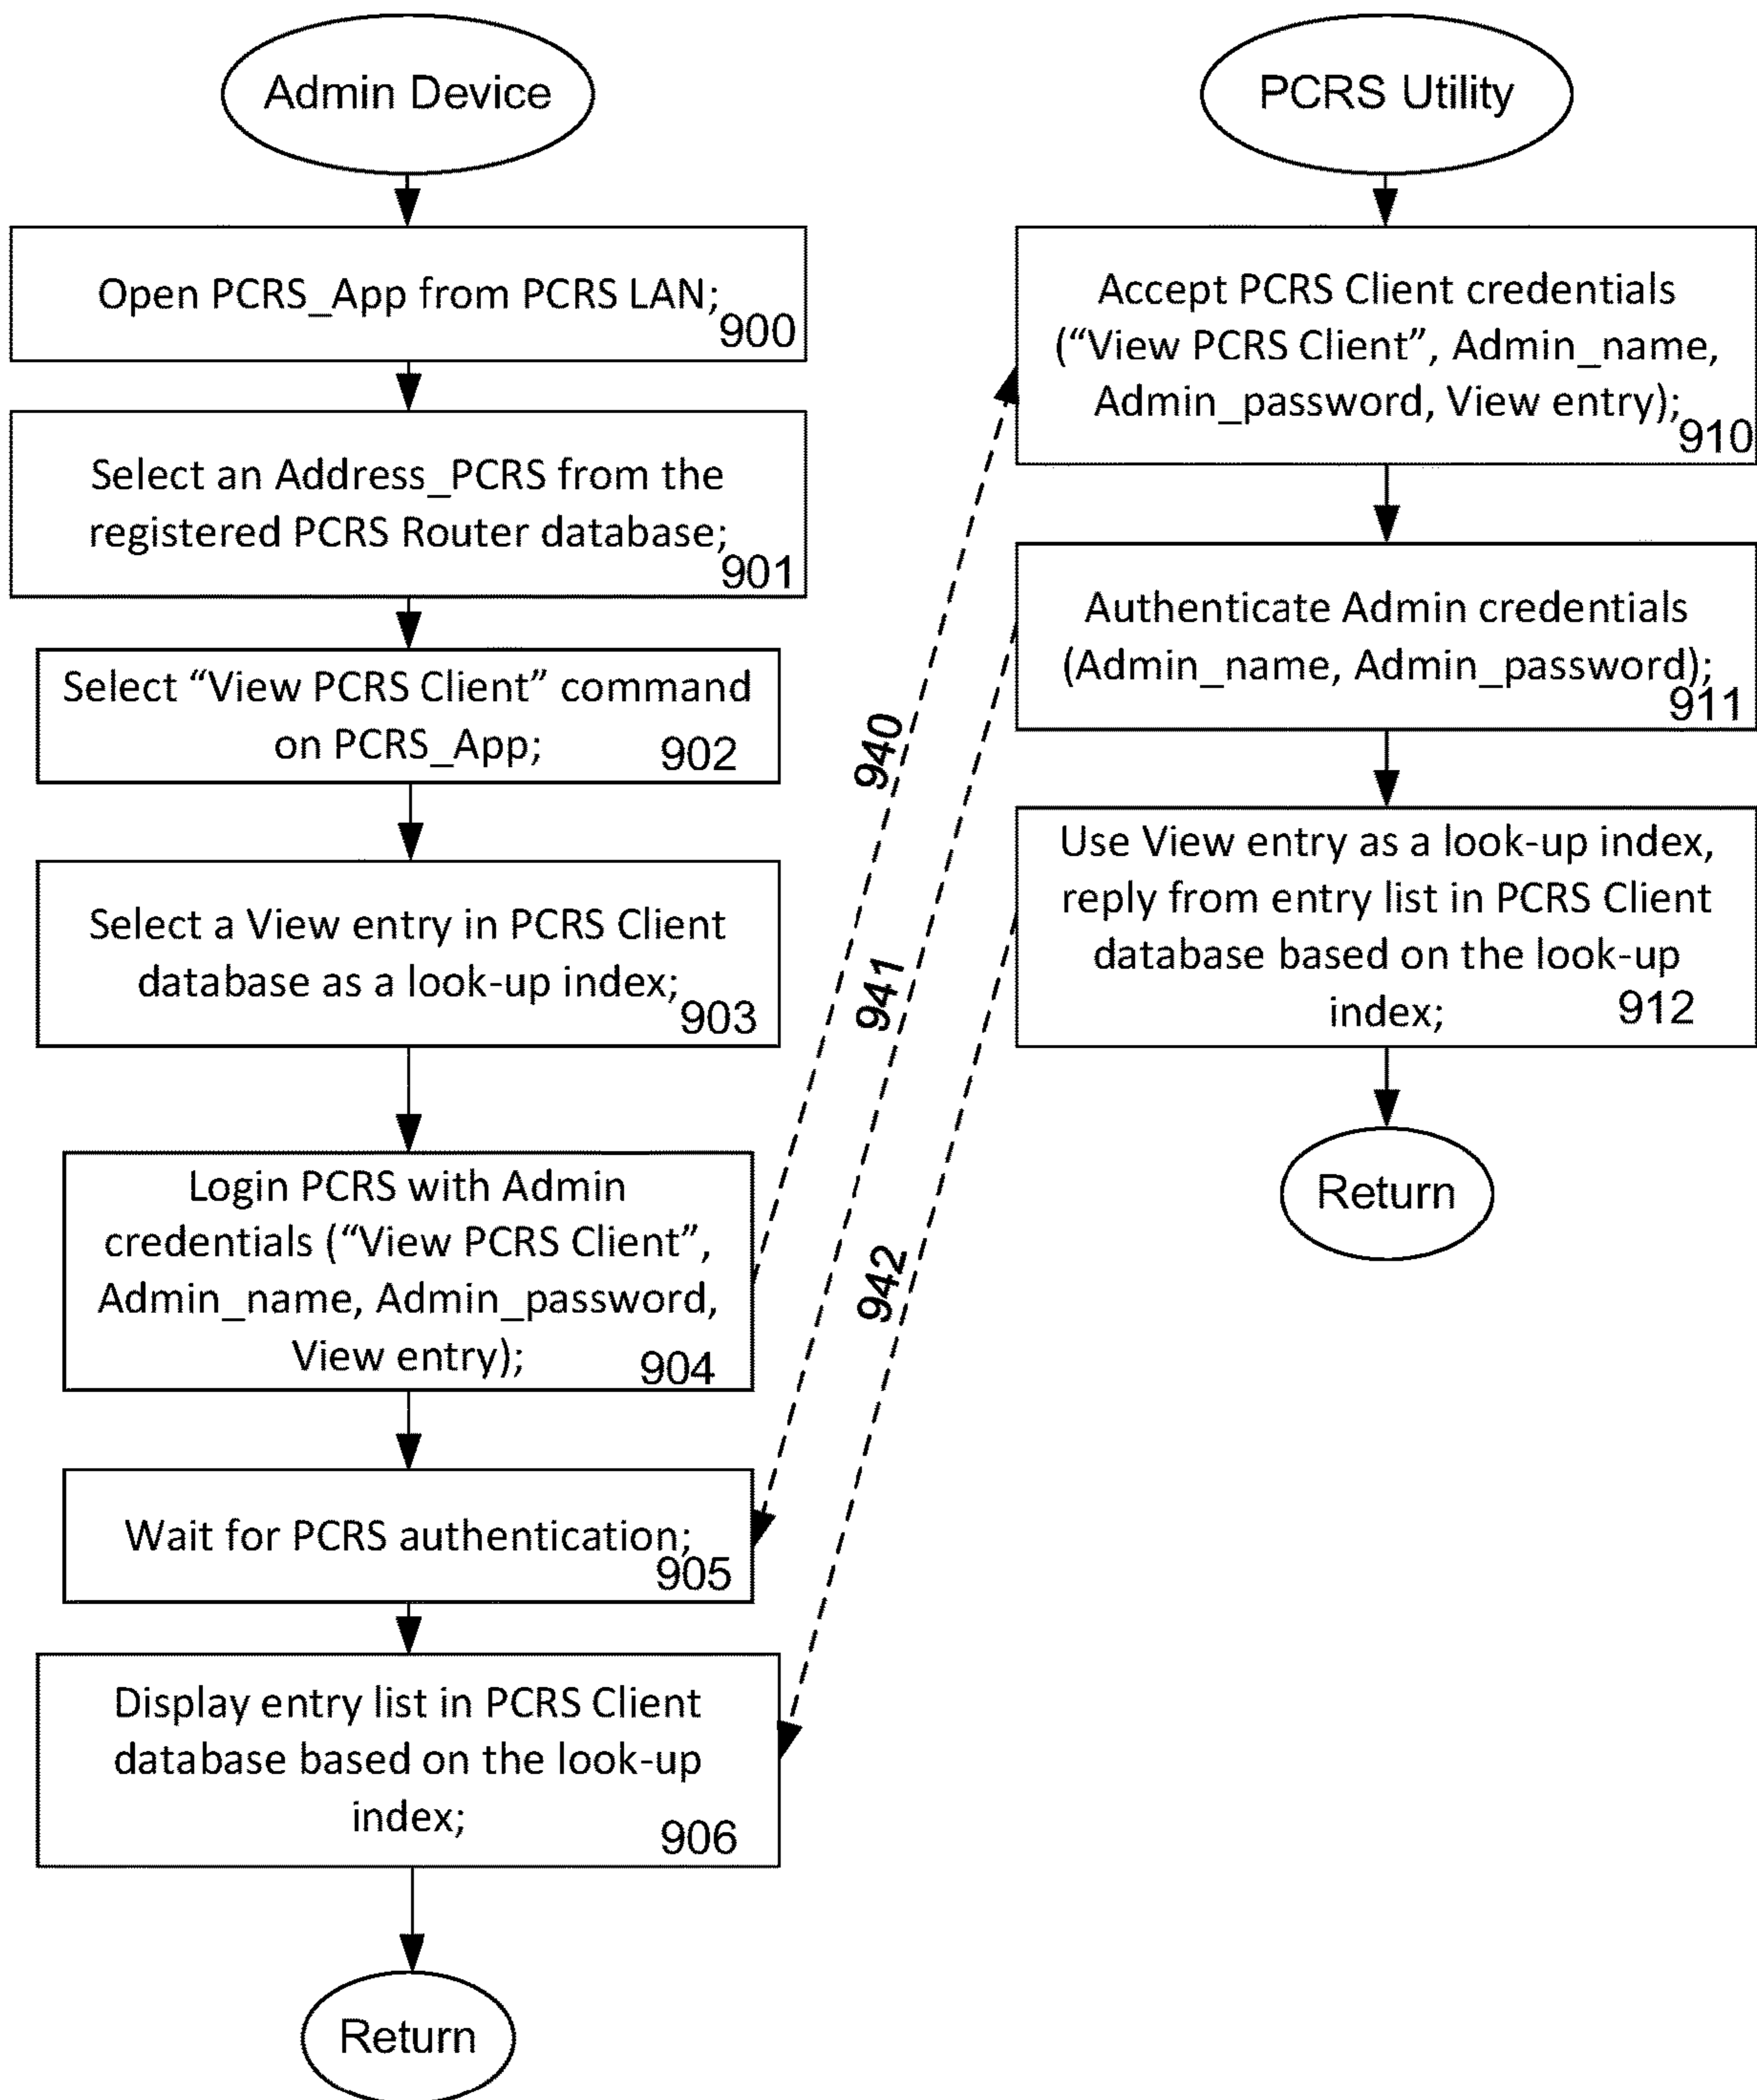 Admin Device
Open PCRS_App from PCRS LAN;
900
Select an Address_PCRS from the
registered PCRS Router database;
901
Select “View PCRS Client” command
on PCRS_App;
902
Select a View entry in PCRS Client
database as a look-up index;
903
Login PCRS with Admin
credentials (“View PCRS Client”,
Admin_name, Admin_password,
View entry);
904
Wait for PCRS authentication;
905
Display entry list in PCRS Client
database based on the look-up
index;
906
Return
940
941
942
PCRS Utility
Accept PCRS Client credentials
(“View PCRS Client”, Admin_name,
Admin_password, View entry);
910
Authenticate Admin credentials
(Admin_name, Admin_password);
911
Use View entry as a look-up index,
reply from entry list in PCRS Client
database based on the look-up
index;
912
Return